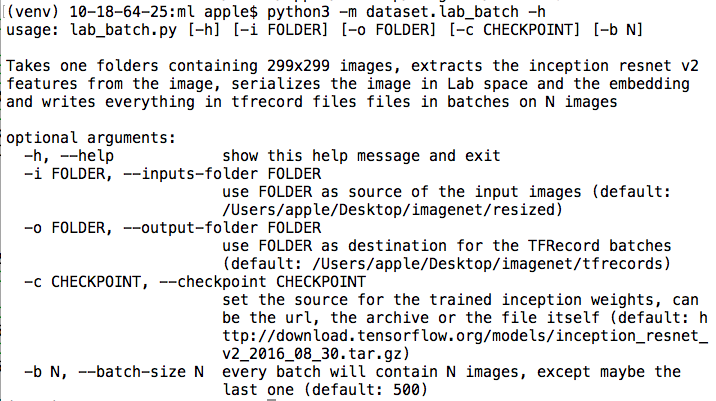 (venv) 10-18-64-25:ml apple$ python3 -m dataset.lab_batch -h
usage: lab_batch.py [-h] [-i FOLDER] [-o FOLDER] [-c CHECKPOINT] [-b N]
Takes one folders containing 299x299 images, extracts the inception resnet v2
features from the image, serializes the image in Lab space and the embedding
and writes everything in tfrecord files files in batches on N images
optional arguments:
-h, --help show this help message and exit
-i FOLDER, --inputs-folder FOLDER
use FOLDER as source of the input images (default:
/Users/apple/Desktop/imagenet/resized)
-o FOLDER, --output-folder FOLDER
use FOLDER as destination for the TFRecord batches
(default: /Users/apple/Desktop/imagenet/tfrecords)
-c CHECKPOINT, --checkpoint CHECKPOINT
set the source for the trained inception weights, can
be the url, the archive or the file itself (default: h
ttp://download.tensorflow.org/models/inception_resnet_
v2_2016_08_30.tar.gz)
-b N, --batch-size N every batch will contain N images, except maybe the
last one (default: 500)